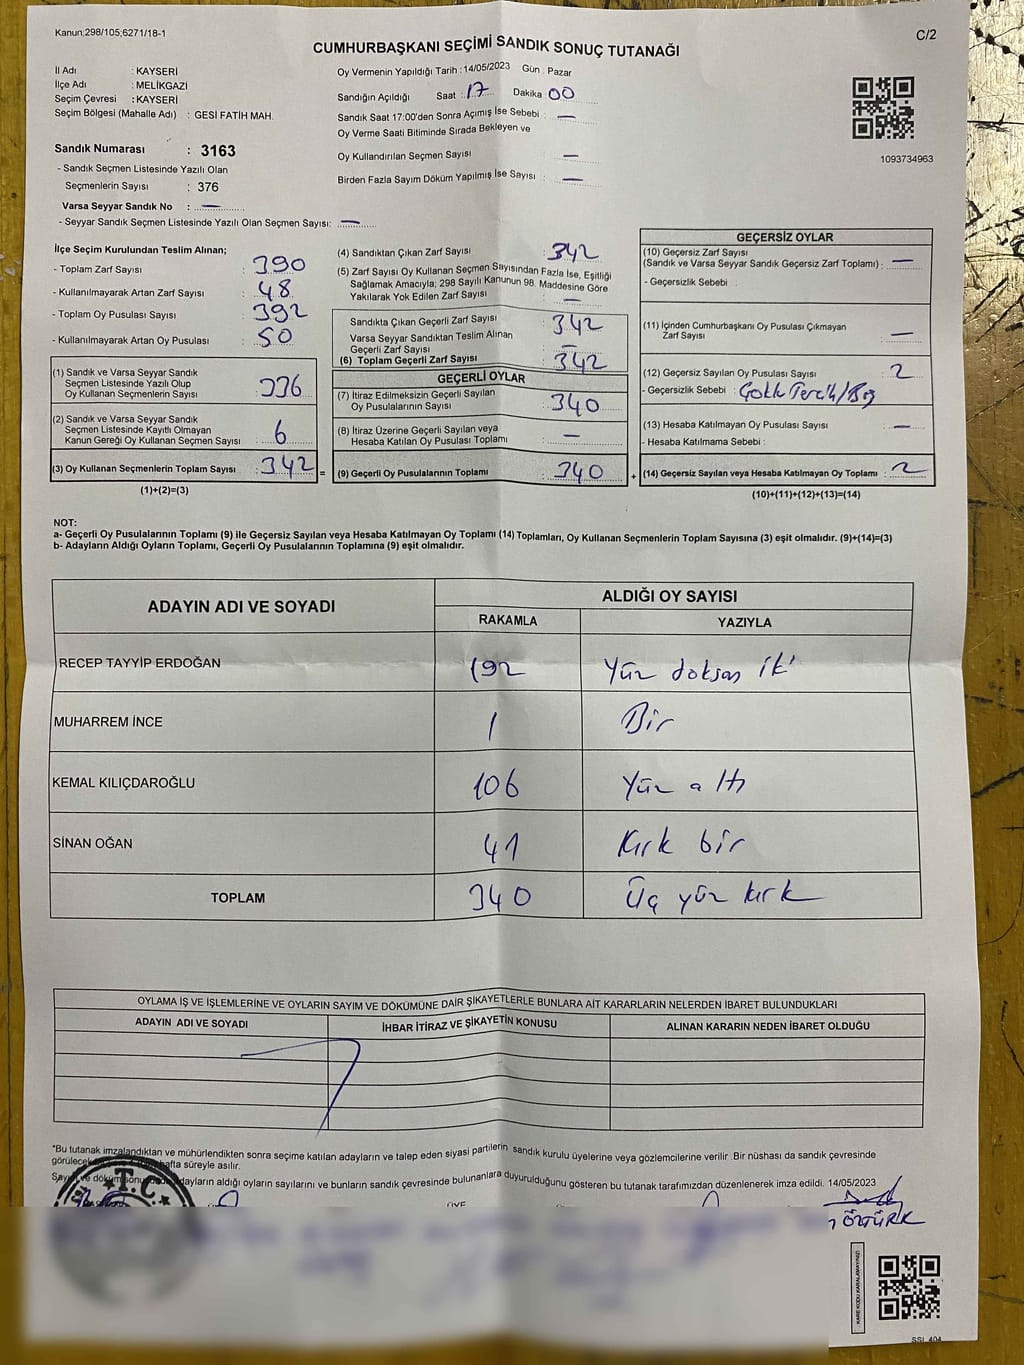 Kanun;298/105,6271/18-1
C/2
CUMHURBAŞKANI SEÇİMİ SANDIK SONUÇ TUTANAĞI
İl Adı : KAYSERİ
İlçe Adı : MELİKGAZİ
Seçim Çevresi : KAYSERİ
Seçim Bölgesi (Mahalle Adı) : GESİ FATİH MAH.
Sandık Numarası : 3163
- Sandık Seçmen Listesinde Yazılı Olan
Seçmenlerin Sayısı : 376
Varsa Seyyar Sandık No : —
- Seyyar Sandık Seçmen Listesinde Yazılı Olan Seçmen Sayısı: —
Oy Vermenin Yapıldığı Tarih : 14/05/2023 Gün : Pazar
Sandığın Açıldığı Saat : 17 Dakika 00
Sandık Saat 17:00'den Sonra Açımış İse Sebebi : —
Oy Verme Saati Bitiminde Sırada Bekleyen ve
Oy Kullandırılan Seçmen Sayısı : —
Birden Fazla Sayım Döküm Yapılmış İse Sayısı : —
1093734963
İlçe Seçim Kurulundan Teslim Alınan;
- Toplam Zarf Sayısı : 390
- Kullanılmayarak Artan Zarf Sayısı : 48
- Toplam Oy Pusulası Sayısı : 392
- Kullanılmayarak Artan Oy Pusulası : 50
(1) Sandık ve Varsa Seyyar Sandık
Seçmen Listesinde Yazılı Olup
Oy Kullanan Seçmenlerin Sayısı : 336
(2) Sandık ve Varsa Seyyar Sandık
Seçmen Listesinde Kayıtlı Olmayan
Kanun Gereği Oy Kullanan Seçmen Sayısı : 6
(3) Oy Kullanan Seçmenlerin Toplam Sayısı : 342 =
(1)+(2)=(3)
(4) Sandıktan Çıkan Zarf Sayısı : 342
(5) Zarf Sayısı Oy Kullanan Seçmen Sayısından Fazla İse, Eşitliği
Sağlamak Amacıyla; 298 Sayılı Kanunun 98. Maddesine Göre
Yakılarak Yok Edilen Zarf Sayısı : —
Sandıkta Çıkan Geçerli Zarf Sayısı : 342
Varsa Seyyar Sandıktan Teslim Alınan
Geçerli Zarf Sayısı : —
(6) Toplam Geçerli Zarf Sayısı : 342
GEÇERLİ OYLAR
(7) İtiraz Edilmeksizin Geçerli Sayılan
Oy Pusulalarının Sayısı : 340
(8) İtiraz Üzerine Geçerli Sayılan veya
Hesaba Katılan Oy Pusulası Toplamı : —
(9) Geçerli Oy Pusulalarının Toplamı : 340 +
GEÇERSİZ OYLAR
(10) Geçersiz Zarf Sayısı
(Sandık ve Varsa Seyyar Sandık Geçersiz Zarf Toplamı) : —
- Geçersizlik Sebebi :
(11) İçinden Cumhurbaşkanı Oy Pusulası Çıkmayan
Zarf Sayısı : —
(12) Geçersiz Sayılan Oy Pusulası Sayısı : 2
- Geçersizlik Sebebi : Çoklu Tercih/Boş
(13) Hesaba Katılmayan Oy Pusulası Sayısı : —
- Hesaba Katılmama Sebebi :
(14) Geçersiz Sayılan veya Hesaba Katılmayan Oy Toplamı : 2
(10)+(11)+(12)+(13)=(14)
NOT:
a- Geçerli Oy Pusulalarının Toplamı (9) ile Geçersiz Sayılan veya Hesaba Katılmayan Oy Toplamı (14) Toplamları, Oy Kullanan Seçmenlerin Toplam Sayısına (3) eşit olmalıdır. (9)+(14)=(3)
b- Adayların Aldığı Oyların Toplamı, Geçerli Oy Pusulalarının Toplamına (9) eşit olmalıdır.
ADAYIN ADI VE SOYADI ALDIĞI OY SAYISI
RAKAMLA YAZIYLA
RECEP TAYYİP ERDOĞAN 192 Yüz doksan iki
MUHARREM İNCE 1 Bir
KEMAL KILIÇDAROĞLU 106 Yüz altı
SİNAN OĞAN 41 Kırk bir
TOPLAM 340 Üç yüz kırk
OYLAMA İŞ VE İŞLEMLERİNE VE OYLARIN SAYIM VE DÖKÜMÜNE DAİR ŞİKAYETLERLE BUNLARA AİT KARARLARIN NELERDEN İBARET BULUNDUKLARI
ADAYIN ADI VE SOYADI İHBAR İTİRAZ VE ŞİKAYETİN KONUSU ALINAN KARARIN NEDEN İBARET OLDUĞU
*Bu tutanak imzalandıktan ve mühürlendikten sonra seçime katılan adayların ve talep eden siyasi partilerin sandık kurulu üyelerine veya gözlemcilerine verilir .Bir nüshası da sandık çevresinde
görülecek hafta süreyle asılır.
Sayım ve döküm adayların aldığı oyların sayılarını ve bunların sandık çevresinde bulunanlara duyurulduğunu gösteren bu tutanak tarafımızdan düzenlenerek imza edildi. 14/05/2023
T.C.
ÜYE
ÖZTÜRK
KARE KODU KARALAMAYINIZ!
SSI_404